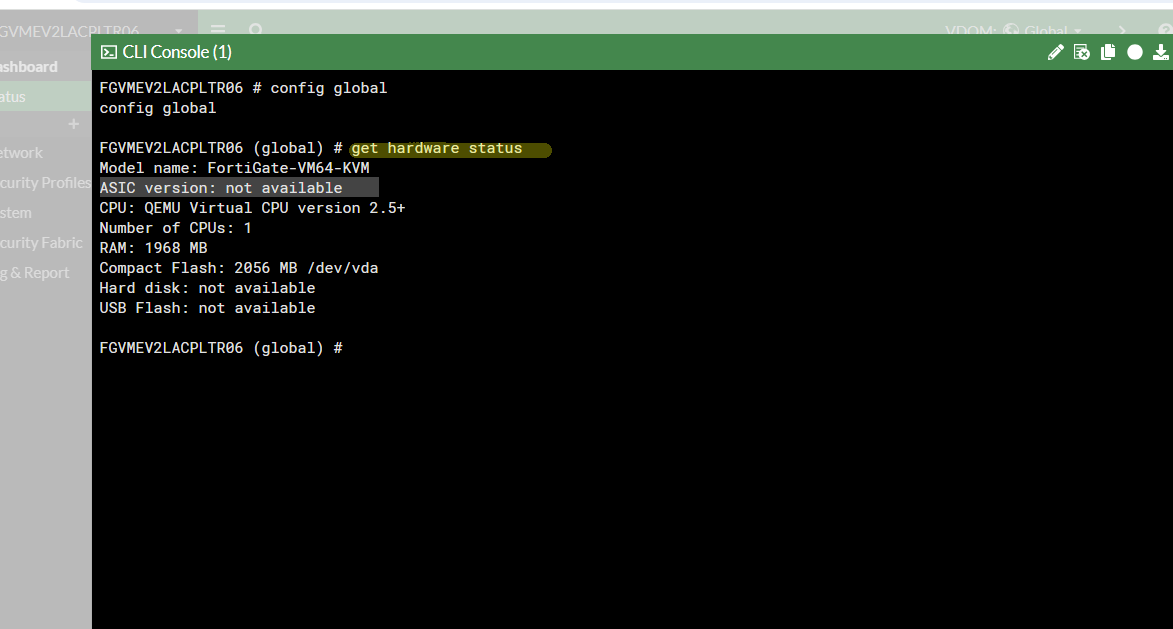 GVMEV2LACPLTR06
VDOM: Global
CLI Console (1)
ashboard
atus
+
etwork
curity Profiles
stem
curity Fabric
g & Report
FGVMEV2LACPLTR06 # config global
config global
FGVMEV2LACPLTR06 (global) # get hardware status
Model name: FortiGate-VM64-KVM
ASIC version: not available
CPU: QEMU Virtual CPU version 2.5+
Number of CPUs: 1
RAM: 1968 MB
Compact Flash: 2056 MB /dev/vda
Hard disk: not available
USB Flash: not available
FGVMEV2LACPLTR06 (global) #